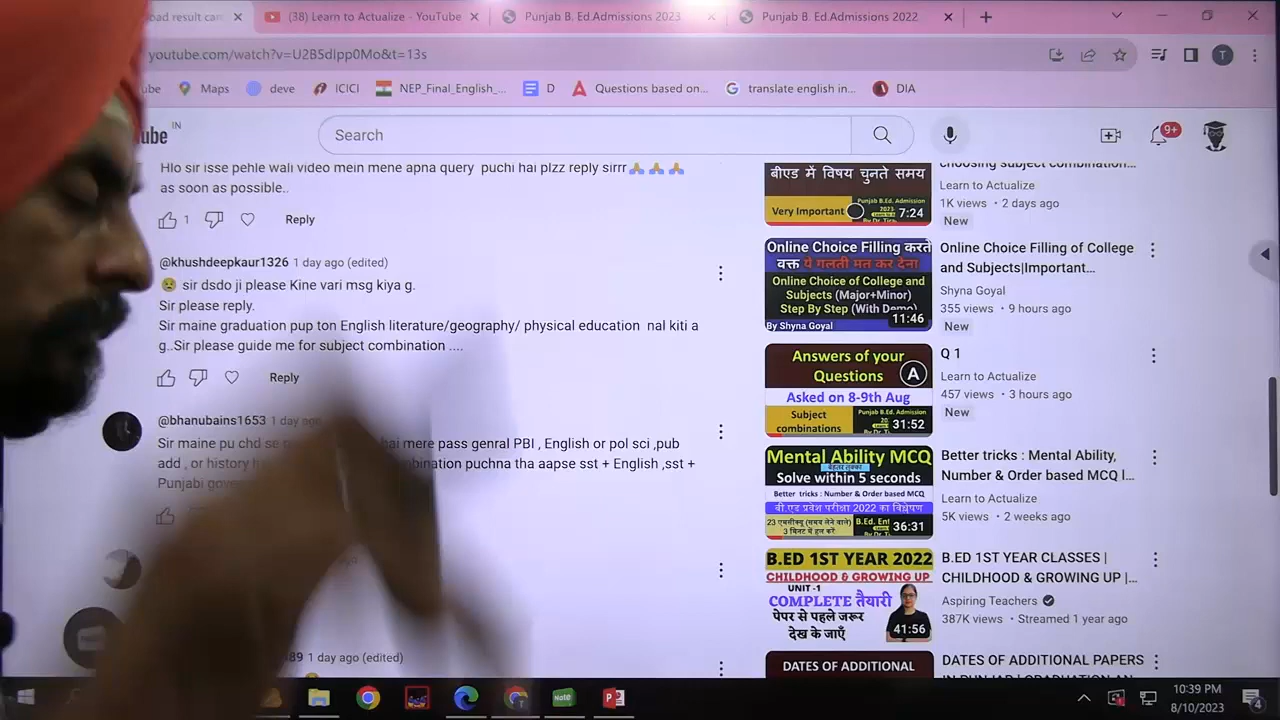 oad result can
(38) Learn to Actualize - YouTube
Punjab B. Ed.Admissions 2023
Punjab B. Ed.Admissions 2022
youtube.com/watch?v=U2BSdIpp0Mo&t=13s
ube
Maps
deve
ICICI
NEP_Final_English_...
D
Questions based on...
translate english in...
DIA
ube IN
Search
9+
Hlo sir isse pehle wali video mein mene apna query puchi hai plzz reply sirrr🙏🙏🙏
as soon as possible..
1
Reply
@khushdeepkaur1326 1 day ago (edited)
😢 sir dsdo ji please Kine vari msg kiya g.
Sir please reply.
Sir maine graduation pup ton English literature/geography/ physical education nal kiti a
g..Sir please guide me for subject combination ....
Reply
@bhanubains1653 1 day ago
Sir maine pu chd se hai mere pass genral PBI , English or pol sci ,pub
add , or history puchna tha aapse sst + English ,sst +
Punjabi
89 1 day ago (edited)
बीएड में विषय चुनते समय
Very Important
Punjab B.Ed. Admission
7:24
choosing subject combination...
Learn to Actualize
1K views • 2 days ago
New
Online Choice Filling करते
वक्त ये गलती मत कर देना
Online Choice of College and
Subjects (Major+Minor)
Step By Step (With Demo)
By Shyna Goyal
11:46
Online Choice Filling of College
and Subjects|Important...
Shyna Goyal
355 views • 9 hours ago
New
Answers of your
Questions
A
Asked on 8-9th Aug
Subject
combinations
Punjab B.Ed. Admission
31:52
Q 1
Learn to Actualize
457 views • 3 hours ago
New
Mental Ability MCQ
बेहतर तुक्का
Solve within 5 seconds
Better tricks : Number & Order based MCQ
बी एड प्रवेश परीक्षा 2022 का विश्लेषण
23 एमसीक्यू (समय लेने वाले)
3 मिनट में हल करें
36:31
Better tricks : Mental Ability,
Number & Order based MCQ I...
Learn to Actualize
5K views • 2 weeks ago
B.ED 1ST YEAR 2022
CHILDHOOD & GROWING UP
UNIT -1
COMPLETE तैयारी
पेपर से पहले जरूर
देख के जाएँ
41:56
B.ED 1ST YEAR CLASSES |
CHILDHOOD & GROWING UP |...
Aspiring Teachers
387K views • Streamed 1 year ago
DATES OF ADDITIONAL
DATES OF ADDITIONAL PAPERS
Note
10:39 PM
8/10/2023
4